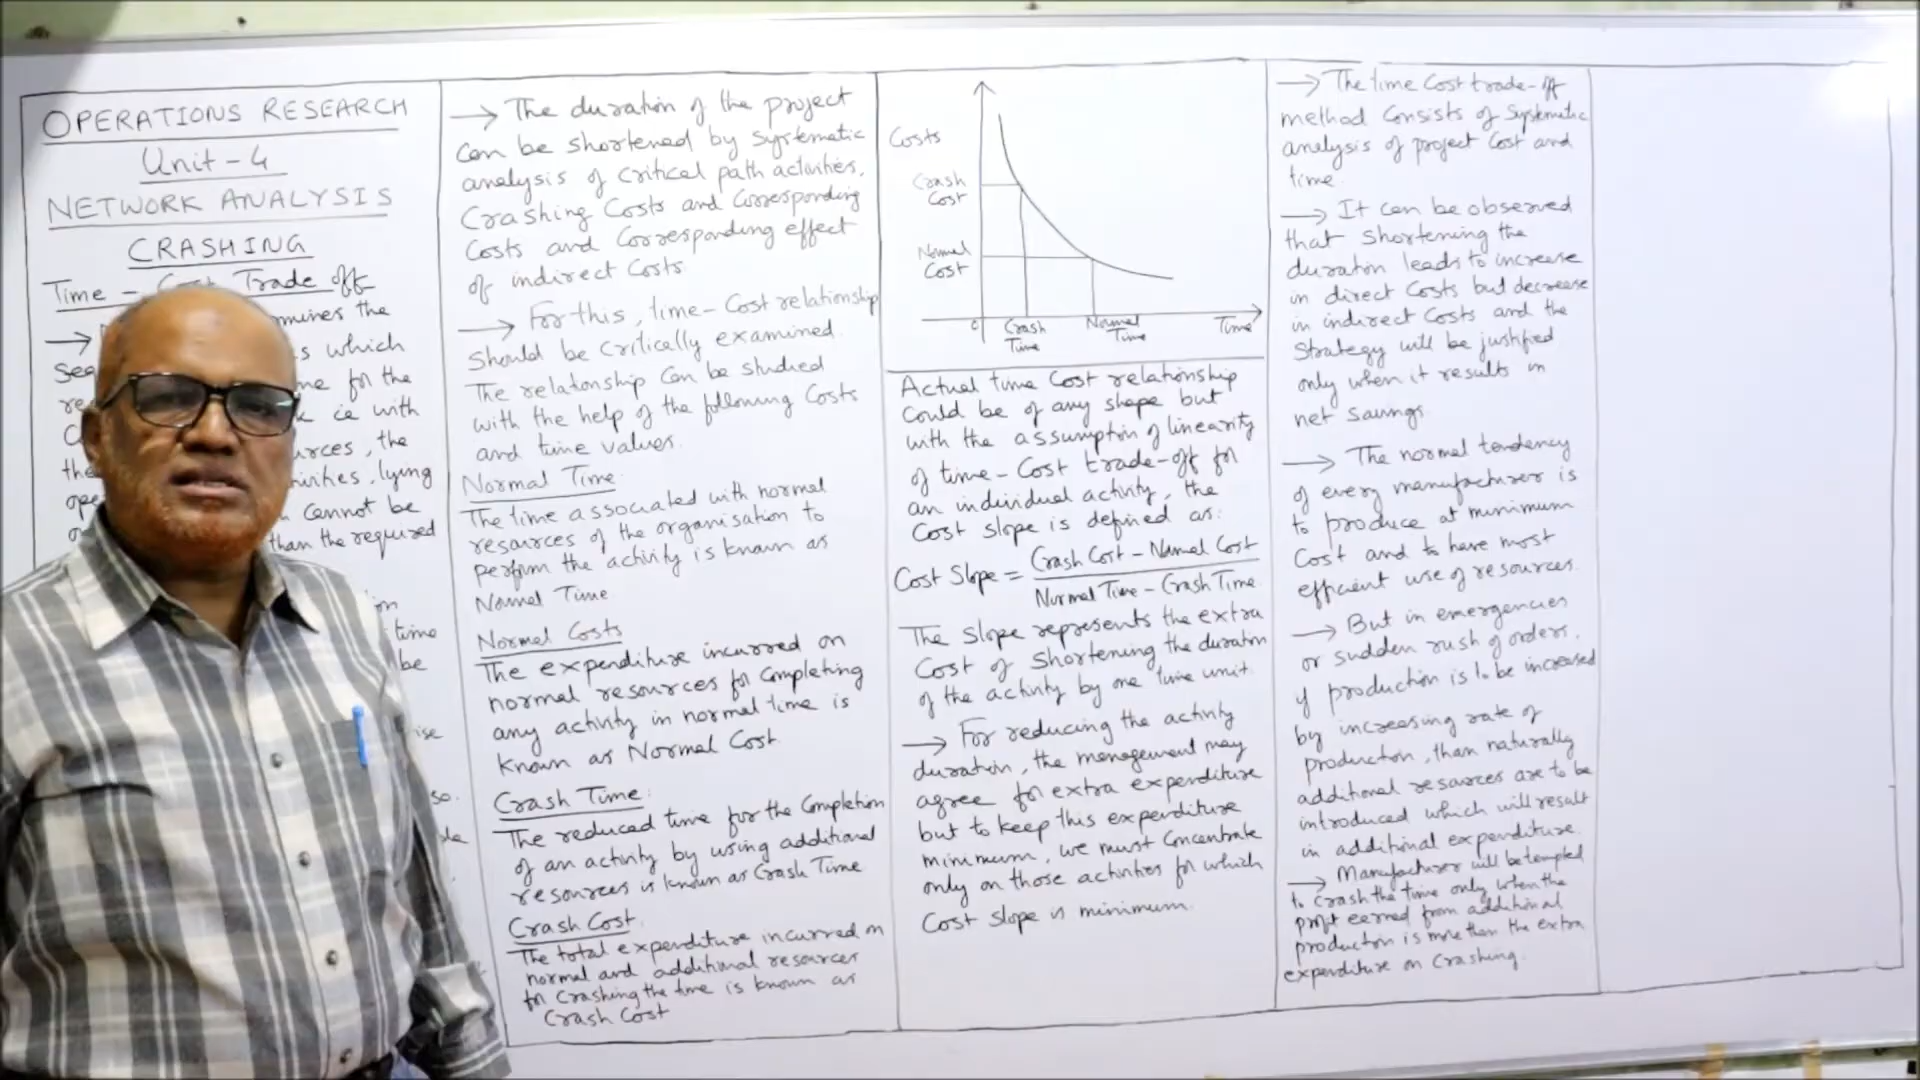 OPERATIONS RESEARCH
Unit-4
NETWORK ANALYSIS
CRASHING
Time - Cost Trade off
mines the
s which
me for the
ie with
urces, the
the
ivities, lying
ope
cannot be
than the required
time
be
ise
so.
→ The duration of the project
can be shortened by systematic
analysis of critical path activities,
Crashing Costs and Corresponding
Costs and Corresponding effect
of indirect Costs
→ For this, time-Cost relationship
should be critically examined.
The relationship can be studied
with the help of the following Costs
and time values.
Normal Time
The time associated with normal
resources of the organisation to
perform the activity is known as
Normal Time
Normal Costs
The expenditure incurred on
normal resources for Completing
any activity in normal time is
known as Normal Cost.
Crash Time:
The reduced time for the Completion
of an activity by using additional
resources is known as Crash Time
Crash Cost.
The total expenditure incurred on
normal and additional resources
for Crashing the time is known as
Crash Cost
Costs
Crash
Cost
Normal
Cost
0
Crash
Time
Normal
Time
Time
Actual time Cost relationship
Could be of any shape but
with the assumption of linearity
of time-Cost trade-off for
an individual activity, the
Cost slope is defined as:
Cost Slope = Crash Cost - Normal Cost
Normal Time - Crash Time
The slope represents the extra
Cost of shortening the duration
of the activity by one time unit.
→ For reducing the activity
duration, the management may
agree for extra expenditure
but to keep this expenditure
minimum, we must Concentrate
only on those activities for which
Cost slope is minimum.
→ The time Cost trade-off
method Consists of Systematic
analysis of project Cost and
time.
→ It can be observed
that shortening the
duration leads to increase
in direct Costs but decrease
in indirect Costs and the
strategy will be justified
only when it results in
net savings.
→ The normal tendency
of every manufacturer is
to produce at minimum
Cost and to have most
efficient use of resources.
→ But in emergencies
or sudden rush of orders,
if production is to be increased
by increasing rate of
production, than naturally
additional resources are to be
introduced which will result
in additional expenditure.
→ Manufacturer will be tempted
to crash the time only when the
profit earned from additional
production is more than the extra
expenditure on Crashing.